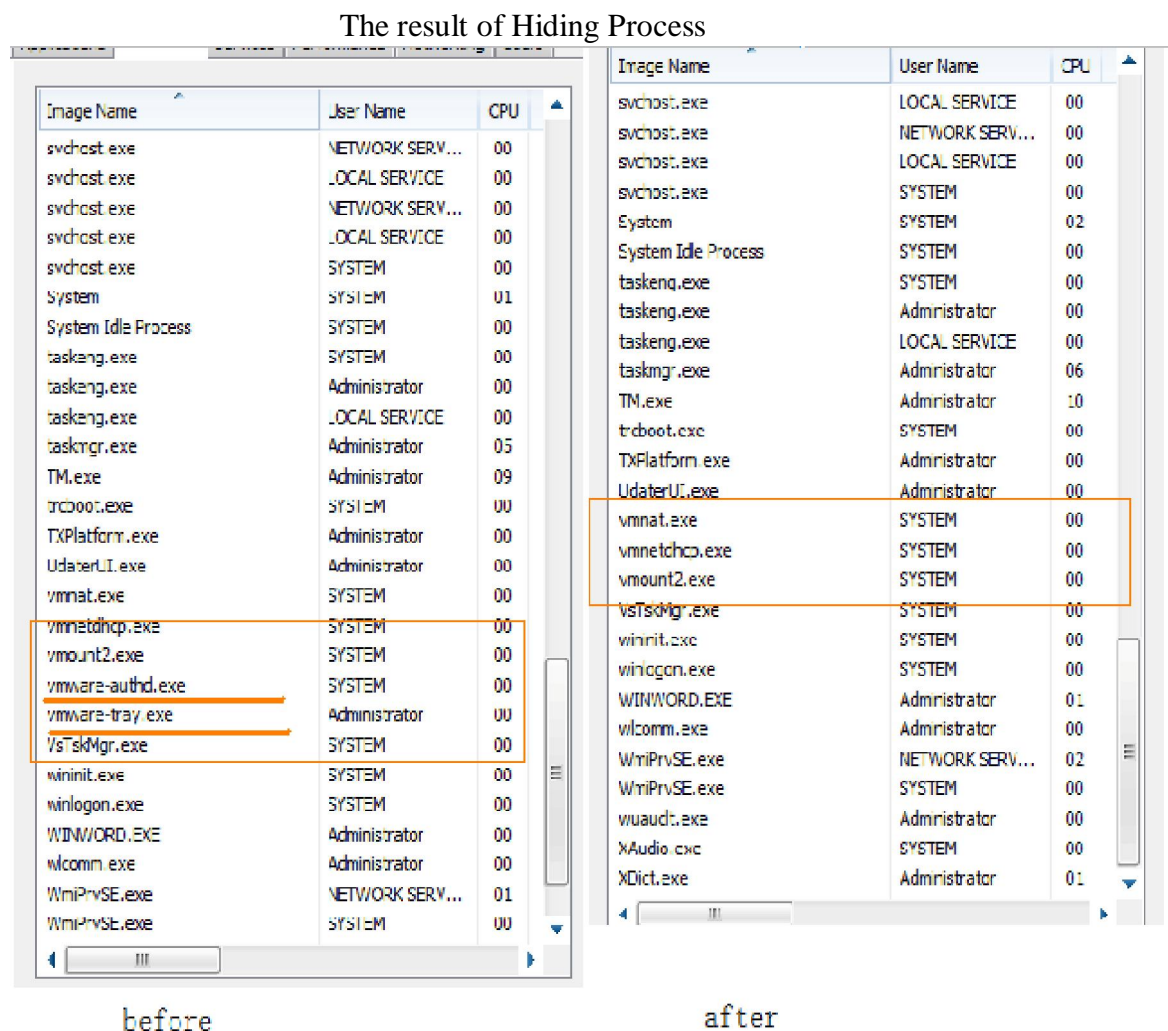 The result of Hiding Process
Image Name User Name CPU
svchost.exe NETWORK SERV... 00
svchost.exe LOCAL SERVICE 00
svchost.exe NETWORK SERV... 00
svchost.exe LOCAL SERVICE 00
svchost.exe SYSTEM 00
System SYSTEM 01
System Idle Process SYSTEM 00
taskeng.exe SYSTEM 00
taskeng.exe Administrator 00
taskeng.exe LOCAL SERVICE 00
taskmgr.exe Administrator 05
TM.exe Administrator 09
trcboot.exe SYSTEM 00
TXPlatform.exe Administrator 00
UdaterUI.exe Administrator 00
vmnat.exe SYSTEM 00
vmnetdhcp.exe SYSTEM 00
vmount2.exe SYSTEM 00
vmware-authd.exe SYSTEM 00
vmware-tray.exe Administrator 00
VsTskMgr.exe SYSTEM 00
wininit.exe SYSTEM 00
winlogon.exe SYSTEM 00
WINWORD.EXE Administrator 00
wlcomm.exe Administrator 00
WmiPrvSE.exe NETWORK SERV... 01
WmiPrvSE.exe SYSTEM 00
before
Image Name User Name CPU
svchost.exe LOCAL SERVICE 00
svchost.exe NETWORK SERV... 00
svchost.exe LOCAL SERVICE 00
svchost.exe SYSTEM 00
System SYSTEM 02
System Idle Process SYSTEM 00
taskeng.exe SYSTEM 00
taskeng.exe Administrator 00
taskeng.exe LOCAL SERVICE 00
taskmgr.exe Administrator 06
TM.exe Administrator 10
trcboot.exe SYSTEM 00
TXPlatform.exe Administrator 00
UdaterUI.exe Administrator 00
vmnat.exe SYSTEM 00
vmnetdhcp.exe SYSTEM 00
vmount2.exe SYSTEM 00
VsTskMgr.exe SYSTEM 00
wininit.exe SYSTEM 00
winlogon.exe SYSTEM 00
WINWORD.EXE Administrator 01
wlcomm.exe Administrator 00
WmiPrvSE.exe NETWORK SERV... 02
WmiPrvSE.exe SYSTEM 00
wuauclt.exe Administrator 00
XAudio.exe SYSTEM 00
XDict.exe Administrator 01
after